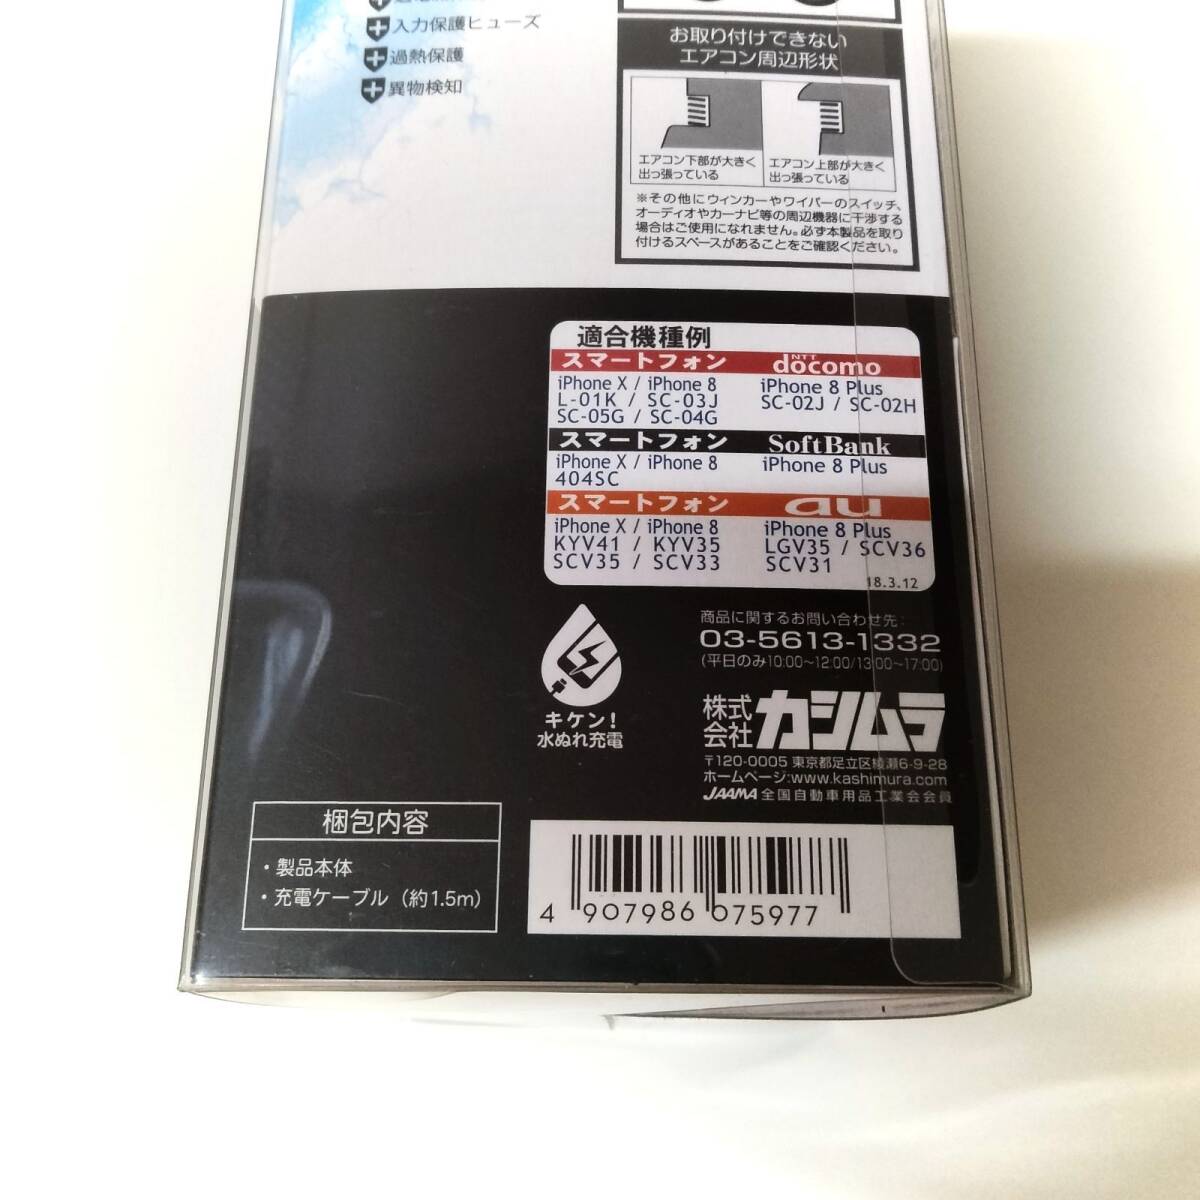 入力保護ヒューズ
過熱保護
異物検知
お取り付けできない
エアコン周辺形状
エアコン下部が大きく
出っ張っている
エアコン上部が大きく
出っ張っている
※その他にウィンカーやワイパーのスイッチ、
オーディオやカーナビ等の周辺機器に干渉する
場合はご使用になれません。必ず本製品を取り
付けるスペースがあることをご確認ください。
適合機種例
スマートフォン NTT docomo
iPhone X / iPhone 8 iPhone 8 Plus
L-01K / SC-03J SC-02J / SC-02H
SC-05G / SC-04G
スマートフォン SoftBank
iPhone X / iPhone 8 iPhone 8 Plus
404SC
スマートフォン au
iPhone X / iPhone 8 iPhone 8 Plus
KYV41 / KYV35 LGV35 / SCV36
SCV35 / SCV33 SCV31
18.3.12
キケン!
水ぬれ充電
商品に関するお問い合わせ先:
03-5613-1332
(平日のみ10:00~12:00/13:00~17:00)
株式会社 カシムラ
〒120-0005 東京都足立区綾瀬6-9-28
ホームページ:www.kashimura.com
JAAMA 全国自動車用品工業会会員
梱包内容
・製品本体
・充電ケーブル(約1.5m)
4 907986 075977